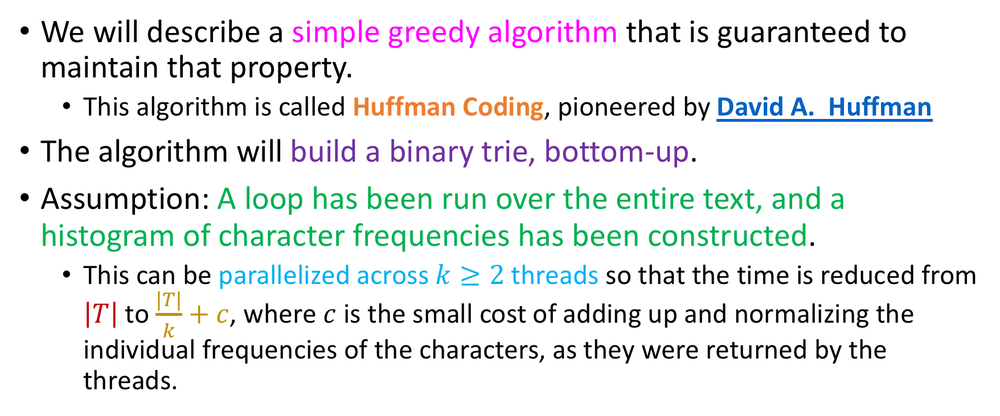 • We will describe a simple greedy algorithm that is guaranteed to
maintain that property.
• This algorithm is called Huffman Coding, pioneered by David A.  Huffman
• The algorithm will build a binary trie, bottom-up.
• Assumption: A loop has been run over the entire text, and a
histogram of character frequencies has been constructed.
• This can be parallelized across k ≥ 2 threads so that the time is reduced from
|T| to |T|/k + c, where c is the small cost of adding up and normalizing the
individual frequencies of the characters, as they were returned by the
threads.